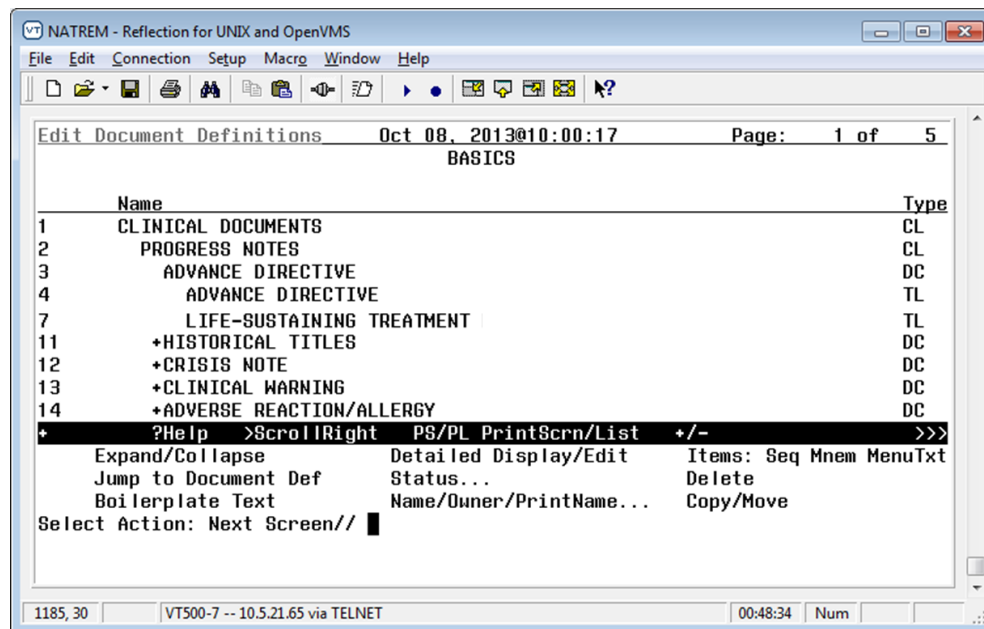 NATREM - Reflection for UNIX and OpenVMS
File Edit Connection Setup Macro Window Help
Edit Document Definitions Oct 08, 2013@10:00:17 Page: 1 of 5
BASICS
Name Type
1 CLINICAL DOCUMENTS CL
2 PROGRESS NOTES CL
3 ADVANCE DIRECTIVE DC
4 ADVANCE DIRECTIVE TL
7 LIFE-SUSTAINING TREATMENT TL
11 +HISTORICAL TITLES DC
12 +CRISIS NOTE DC
13 +CLINICAL WARNING DC
14 +ADVERSE REACTION/ALLERGY DC
+ ?Help >ScrollRight PS/PL PrintScrn/List +/- >>>
Expand/Collapse Detailed Display/Edit Items: Seq Mnem MenuTxt
Jump to Document Def Status... Delete
Boilerplate Text Name/Owner/PrintName... Copy/Move
Select Action: Next Screen//
1185, 30 VT500-7 -- 10.5.21.65 via TELNET 00:48:34 Num